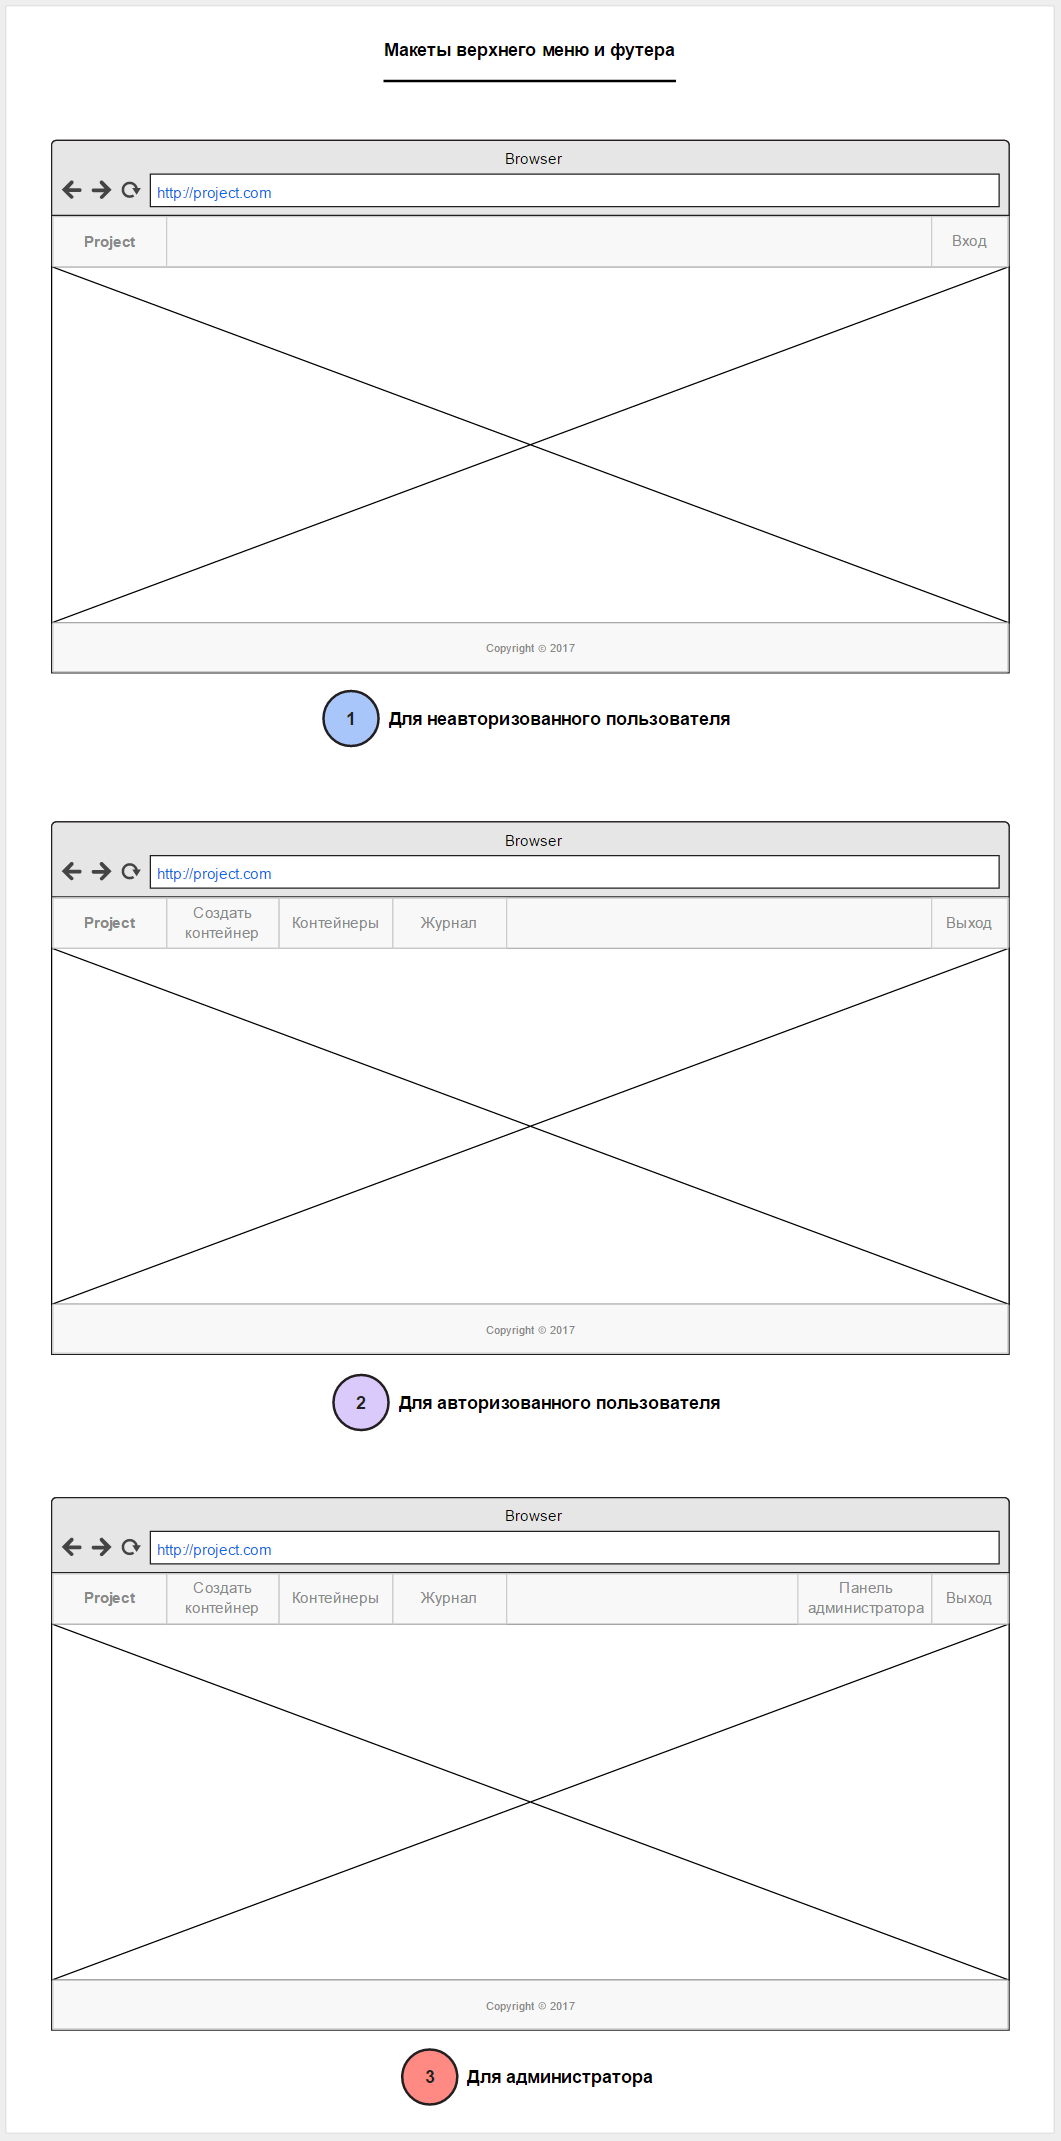 Макеты верхнего меню и футера
Browser
http://project.com
Project
Вход
Copyright © 2017
1
Для неавторизованного пользователя
Browser
http://project.com
Project
Создать
контейнер
Контейнеры
Журнал
Выход
Copyright © 2017
2
Для авторизованного пользователя
Browser
http://project.com
Project
Создать
контейнер
Контейнеры
Журнал
Панель
администратора
Выход
Copyright © 2017
3
Для администратора